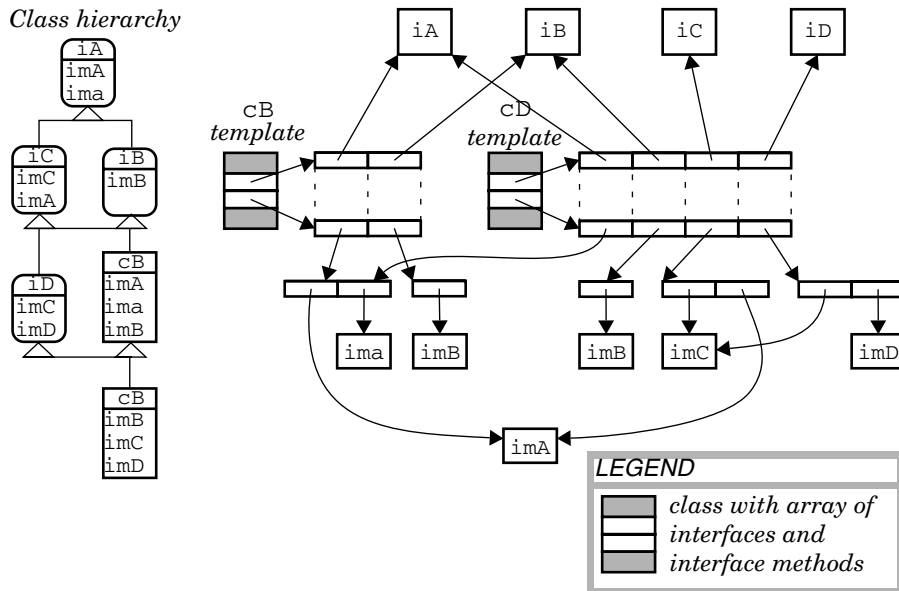 Class hierarchy
iA
imA
ima
iC
imC
imA
iB
imB
iD
imC
imD
cB
imA
ima
imB
cB
imB
imC
imD
iA
iB
iC
iD
cB
template
cD
template
ima
imB
imB
imC
imD
imA
LEGEND
class with array of
interfaces and
interface methods